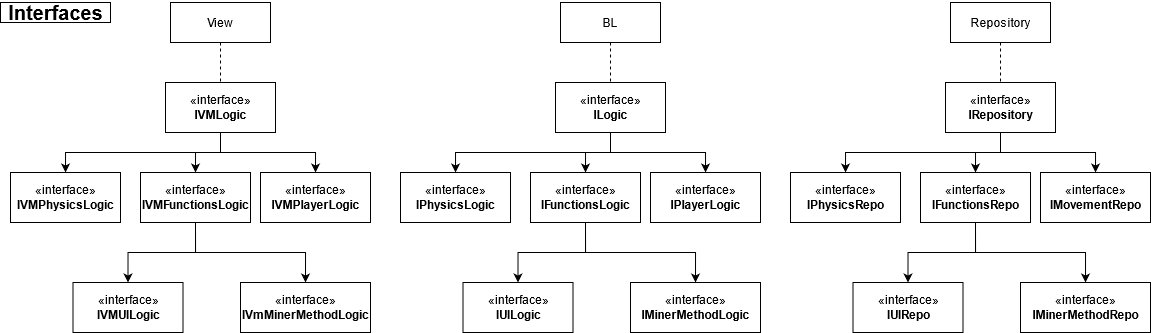 Interfaces
View
BL
Repository
«interface»
IVMLogic
«interface»
ILogic
«interface»
IRepository
«interface»
IVMPhysicsLogic
«interface»
IVMFunctionsLogic
«interface»
IVMPlayerLogic
«interface»
IPhysicsLogic
«interface»
IFunctionsLogic
«interface»
IPlayerLogic
«interface»
IPhysicsRepo
«interface»
IFunctionsRepo
«interface»
IMovementRepo
«interface»
IVMUILogic
«interface»
IVmMinerMethodLogic
«interface»
IUILogic
«interface»
IMinerMethodLogic
«interface»
IUIRepo
«interface»
IMinerMethodRepo